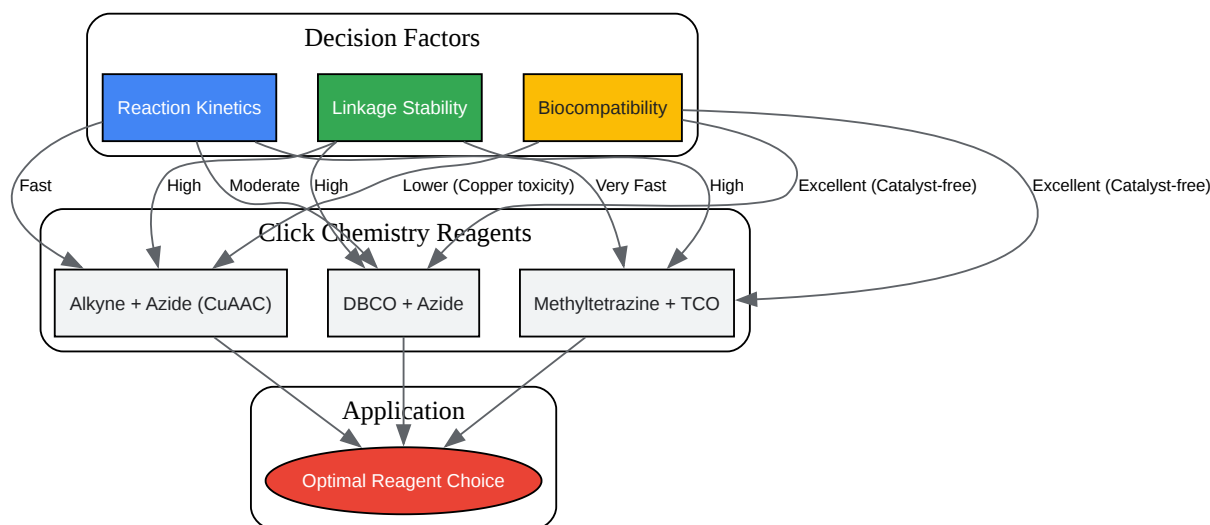 Decision Factors
Reaction Kinetics
Linkage Stability
Biocompatibility
Fast
High
Moderate
High
Lower (Copper toxicity)
Very Fast
High
Excellent (Catalyst-free)
Excellent (Catalyst-free)
Click Chemistry Reagents
Alkyne + Azide (CuAAC)
DBCO + Azide
Methyltetrazine + TCO
Application
Optimal Reagent Choice